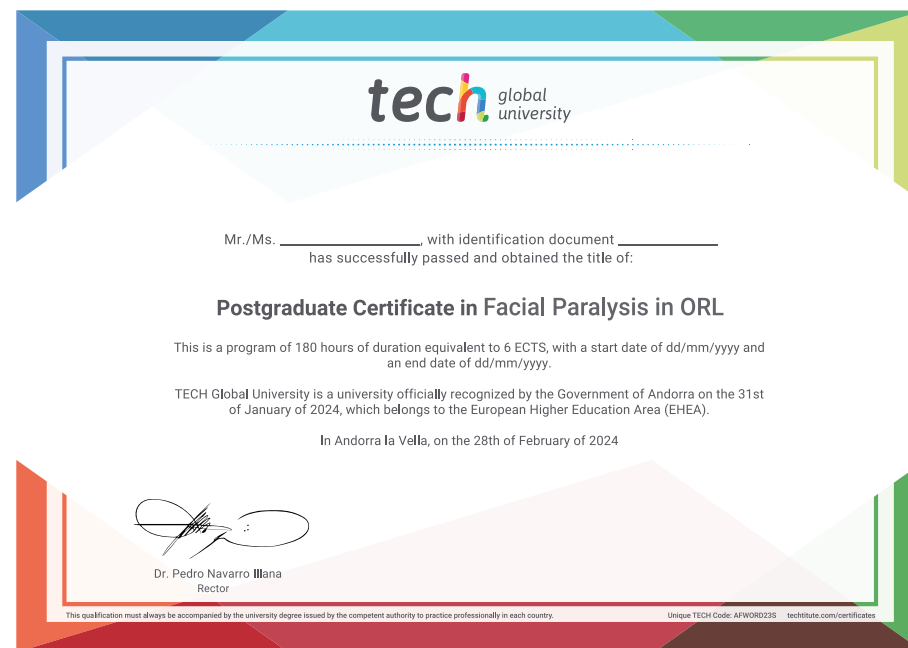 tech global
university
Mr./Ms. ____________, with identification document ____________
has successfully passed and obtained the title of:
Postgraduate Certificate in Facial Paralysis in ORL
This is a program of 180 hours of duration equivalent to 6 ECTS, with a start date of dd/mm/yyyy and
an end date of dd/mm/yyyy.
TECH Global University is a university officially recognized by the Government of Andorra on the 31st
of January of 2024, which belongs to the European Higher Education Area (EHEA).
In Andorra la Vella, on the 28th of February of 2024
Dr. Pedro Navarro Illana
Rector
This qualification must always be accompanied by the university degree issued by the competent authority to practice professionally in each country.
Unique TECH Code: AFWORD23S techtitute.com/certificates